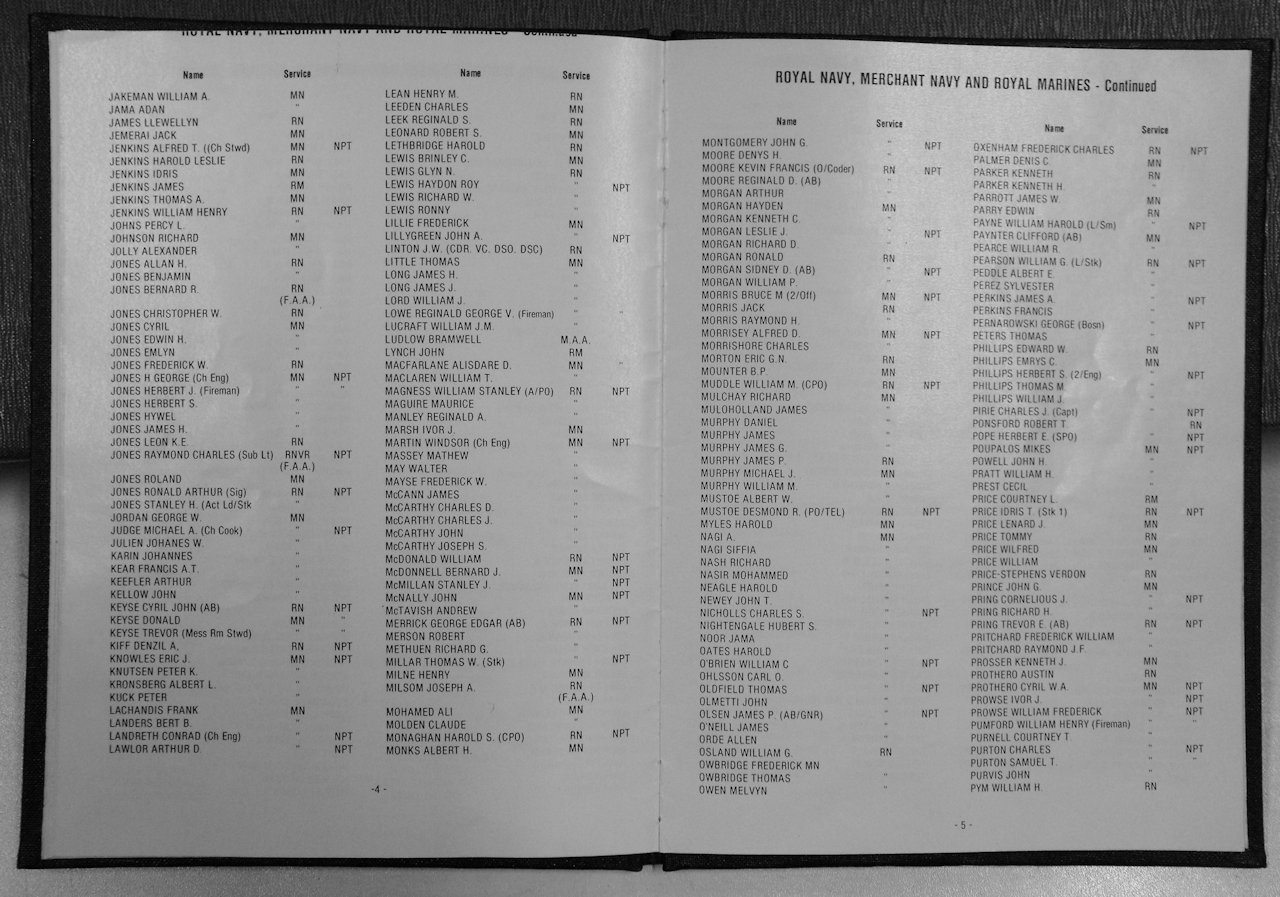 ROYAL NAVY, MERCHANT NAVY AND ROYAL MARINES - Continued
Name Service
JAKEMAN WILLIAM A. MN
JAMA ADAN "
JAMES LLEWELLYN RN
JEMERAI JACK MN
JENKINS ALFRED T. ((Ch Stwd) MN NPT
JENKINS HAROLD LESLIE RN
JENKINS IDRIS MN
JENKINS JAMES RM
JENKINS THOMAS A. MN
JENKINS WILLIAM HENRY RN NPT
JOHNS PERCY L. "
JOHNSON RICHARD MN
JOLLY ALEXANDER "
JONES ALLAN H. RN
JONES BENJAMIN "
JONES BERNARD R. RN
(F.A.A.)
JONES CHRISTOPHER W. RN
JONES CYRIL MN
JONES EDWIN H. "
JONES EMLYN "
JONES FREDERICK W. RN
JONES H GEORGE (Ch Eng) MN NPT
JONES HERBERT J. (Fireman) " "
JONES HERBERT S. "
JONES HYWEL "
JONES JAMES H. "
JONES LEON K.E. RN
JONES RAYMOND CHARLES (Sub Lt) RNVR NPT
(F.A.A.)
JONES ROLAND MN
JONES RONALD ARTHUR (Sig) RN NPT
JONES STANLEY H. (Act Ld/Stk "
JORDAN GEORGE W. MN
JUDGE MICHAEL A. (Ch Cook) " NPT
JULIEN JOHANES W. "
KARIN JOHANNES "
KEAR FRANCIS A.T. "
KEEFLER ARTHUR "
KELLOW JOHN "
KEYSE CYRIL JOHN (AB) RN NPT
KEYSE DONALD MN "
KEYSE TREVOR (Mess Rm Stwd) " "
KIFF DENZIL A, RN NPT
KNOWLES ERIC J. MN NPT
KNUTSEN PETER K. "
KRONSBERG ALBERT L. "
KUCK PETER "
LACHANDIS FRANK MN
LANDERS BERT B. "
LANDRETH CONRAD (Ch Eng) " NPT
LAWLOR ARTHUR D. " NPT
Name Service
LEAN HENRY M. RN
LEEDEN CHARLES MN
LEEK REGINALD S. RN
LEONARD ROBERT S. MN
LETHBRIDGE HAROLD RN
LEWIS BRINLEY C. MN
LEWIS GLYN N. RN
LEWIS HAYDON ROY " NPT
LEWIS RICHARD W. "
LEWIS RONNY "
LILLIE FREDERICK MN
LILLYGREEN JOHN A. " NPT
LINTON J.W. (CDR. VC. DSO. DSC) RN
LITTLE THOMAS MN
LONG JAMES H. "
LONG JAMES J. "
LORD WILLIAM J. "
LOWE REGINALD GEORGE V. (Fireman) " "
LUCRAFT WILLIAM J.M. "
LUDLOW BRAMWELL M.A.A.
LYNCH JOHN RM
MACFARLANE ALISDARE D. MN "
MACLAREN WILLIAM T. "
MAGNESS WILLIAM STANLEY (A/PO) RN NPT
MAGUIRE MAURICE "
MANLEY REGINALD A. "
MARSH IVOR J. MN
MARTIN WINDSOR (Ch Eng) MN NPT
MASSEY MATHEW "
MAY WALTER "
MAYSE FREDERICK W. "
McCANN JAMES "
McCARTHY CHARLES D. "
McCARTHY CHARLES J. "
McCARTHY JOHN "
McCARTHY JOSEPH S. "
McDONALD WILLIAM RN NPT
McDONNELL BERNARD J. MN NPT
McMILLAN STANLEY J. " NPT
McNALLY JOHN MN NPT
McTAVISH ANDREW "
MERRICK GEORGE EDGAR (AB) RN NPT
MERSON ROBERT "
METHUEN RICHARD G. "
MILLAR THOMAS W. (Stk) " NPT
MILNE HENRY MN
MILSOM JOSEPH A. RN
(F.A.A.)
MOHAMED ALI MN
MOLDEN CLAUDE "
MONAGHAN HAROLD S. (CPO) RN NPT
MONKS ALBERT H. MN
-4-
ROYAL NAVY, MERCHANT NAVY AND ROYAL MARINES - Continued
Name Service
MONTGOMERY JOHN G. " NPT
MOORE DENYS H. "
MOORE KEVIN FRANCIS (O/Coder) RN NPT
MOORE REGINALD D. (AB) "
MORGAN ARTHUR "
MORGAN HAYDEN MN
MORGAN KENNETH C. "
MORGAN LESLIE J. " NPT
MORGAN RICHARD D. "
MORGAN RONALD RN
MORGAN SIDNEY D. (AB) " NPT
MORGAN WILLIAM P. "
MORRIS BRUCE M (2/Off) MN NPT
MORRIS JACK RN
MORRIS RAYMOND H. "
MORRISEY ALFRED D. MN NPT
MORRISHORE CHARLES "
MORTON ERIC G.N. RN
MOUNTER B.P. MN
MUDDLE WILLIAM M. (CPO) RN NPT
MULCHAY RICHARD MN
MULOHOLLAND JAMES "
MURPHY DANIEL "
MURPHY JAMES "
MURPHY JAMES G. "
MURPHY JAMES P. RN
MURPHY MICHAEL J. MN
MURPHY WILLIAM M. "
MUSTOE ALBERT W. "
MUSTOE DESMOND R. (PO/TEL) RN NPT
MYLES HAROLD MN
NAGI A. MN
NAGI SIFFIA "
NASH RICHARD "
NASIR MOHAMMED "
NEAGLE HAROLD "
NEWEY JOHN T. "
NICHOLLS CHARLES S. " NPT
NIGHTENGALE HUBERT S. "
NOOR JAMA "
OATES HAROLD "
O'BRIEN WILLIAM C " NPT
OHLSSON CARL O. "
OLDFIELD THOMAS " NPT
OLMETTI JOHN "
OLSEN JAMES P. (AB/GNR) " NPT
O'NEILL JAMES "
ORDE ALLEN "
OSLAND WILLIAM G. RN
OWBRIDGE FREDERICK MN
OWBRIDGE THOMAS "
OWEN MELVYN "
Name Service
OXENHAM FREDERICK CHARLES RN NPT
PALMER DENIS C. MN
PARKER KENNETH RN
PARKER KENNETH H. "
PARROTT JAMES W. MN
PARRY EDWIN RN
PAYNE WILLIAM HAROLD (L/Sm) " NPT
PAYNTER CLIFFORD (AB) MN
PEARCE WILLIAM R. "
PEARSON WILLIAM G. (L/Stk) RN NPT
PEDDLE ALBERT E. "
PEREZ SYLVESTER "
PERKINS JAMES A. " NPT
PERKINS FRANCIS "
PERNAROWSKI GEORGE (Bosn) " NPT
PETERS THOMAS "
PHILLIPS EDWARD W. RN
PHILLIPS EMRYS C. MN
PHILLIPS HERBERT S. (2/Eng) " NPT
PHILLIPS THOMAS M. "
PHILLIPS WILLIAM J. "
PIRIE CHARLES J. (Capt) " NPT
PONSFORD ROBERT T. RN
POPE HERBERT E. (SPO) " NPT
POUPALOS MIKES MN NPT
POWELL JOHN H. "
PRATT WILLIAM H. "
PREST CECIL "
PRICE COURTNEY L. RM
PRICE IDRIS T. (Stk 1) RN NPT
PRICE LENARD J. MN
PRICE TOMMY RN
PRICE WILFRED MN
PRICE WILLIAM "
PRICE-STEPHENS VERDON RN
PRINCE JOHN G. MN
PRING CORNELIOUS J. " NPT
PRING RICHARD H. "
PRING TREVOR E. (AB) RN NPT
PRITCHARD FREDERICK WILLIAM "
PRITCHARD RAYMOND J.F. "
PROSSER KENNETH J. MN
PROTHERO AUSTIN RN
PROTHERO CYRIL W.A. MN NPT
PROWSE IVOR J. " NPT
PROWSE WILLIAM FREDERICK " NPT
PUMFORD WILLIAM HENRY (Fireman) " "
PURNELL COURTNEY T. "
PURTON CHARLES " NPT
PURTON SAMUEL T. " "
PURVIS JOHN "
PYM WILLIAM H. RN
-5-